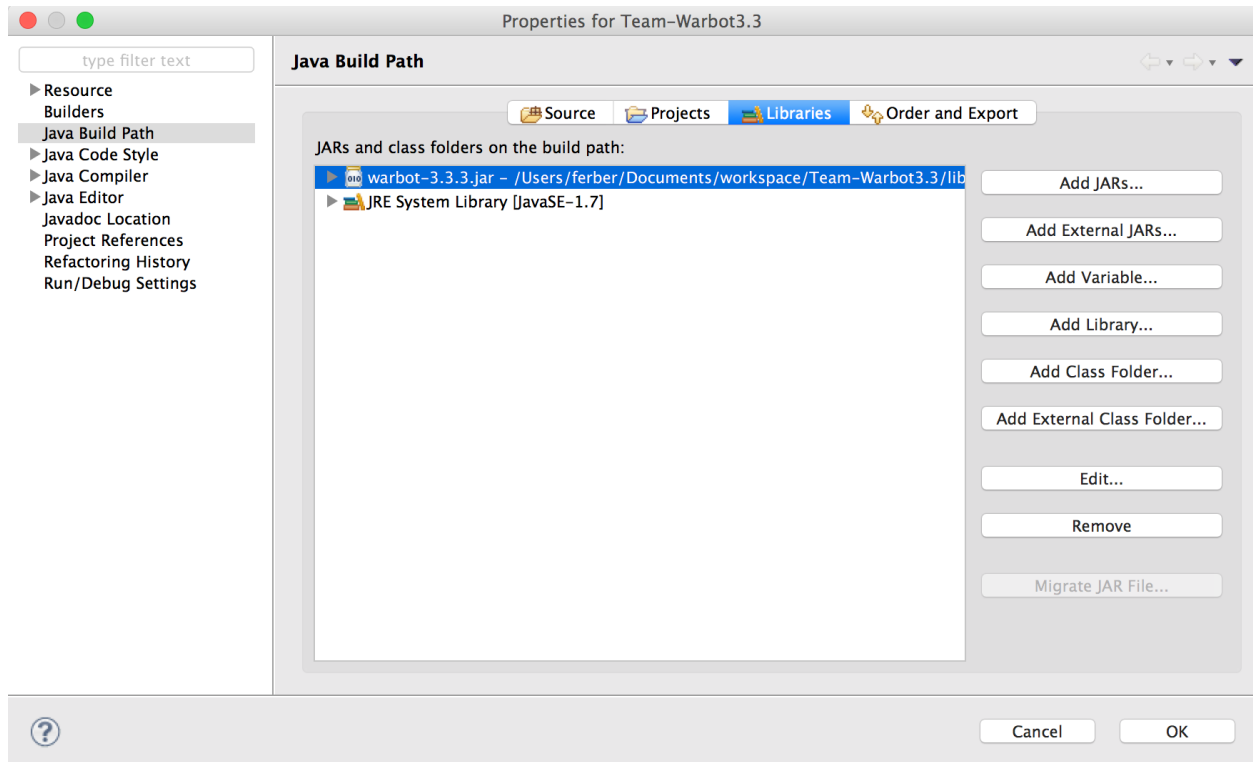 Properties for Team-Warbot3.3
type filter text
Resource
Builders
Java Build Path
Java Code Style
Java Compiler
Java Editor
Javadoc Location
Project References
Refactoring History
Run/Debug Settings
Java Build Path
Source Projects Libraries Order and Export
JARs and class folders on the build path:
warbot-3.3.3.jar – /Users/ferber/Documents/workspace/Team-Warbot3.3/lib
JRE System Library [JavaSE-1.7]
Add JARs...
Add External JARs...
Add Variable...
Add Library...
Add Class Folder...
Add External Class Folder...
Edit...
Remove
Migrate JAR File...
?
Cancel OK